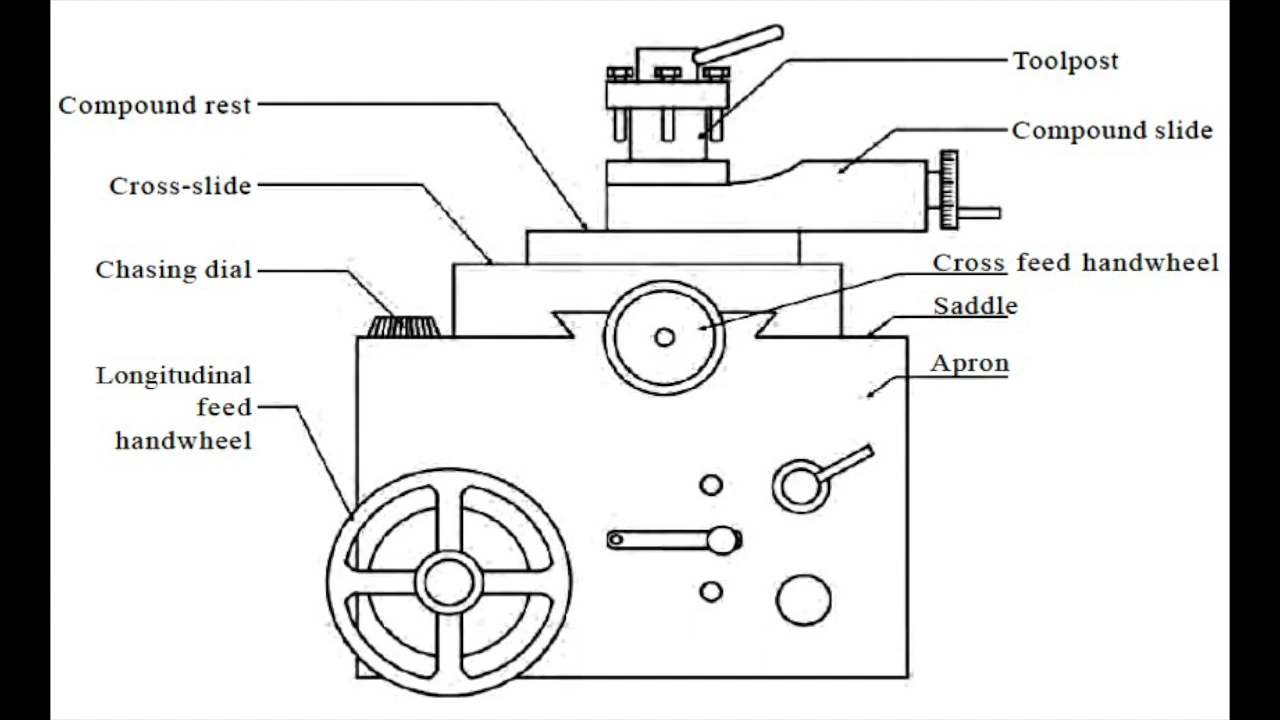 Toolpost
Compound rest
Compound slide
Cross-slide
Cross feed handwheel
Chasing dial
Saddle
Apron
Longitudinal
feed
handwheel